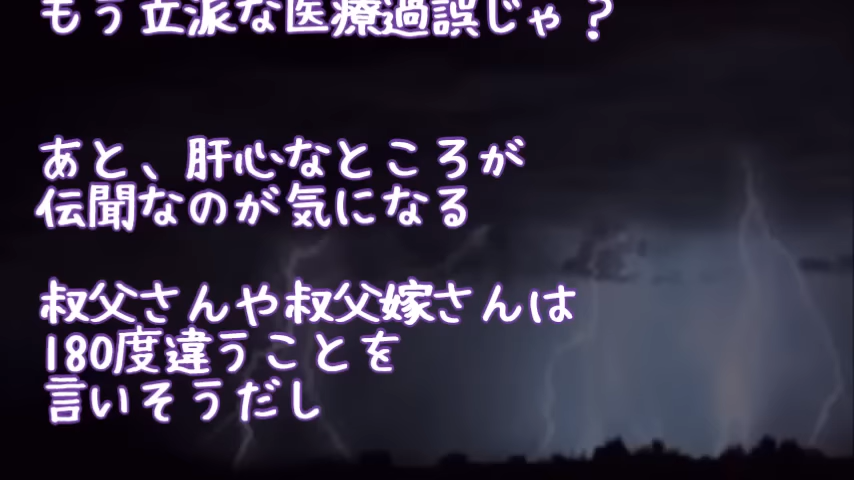 もう立派な医療過誤じゃ？
あと、肝心なところが
伝聞なのが気になる
叔父さんや叔父嫁さんは
180度違うことを
言いそうだし